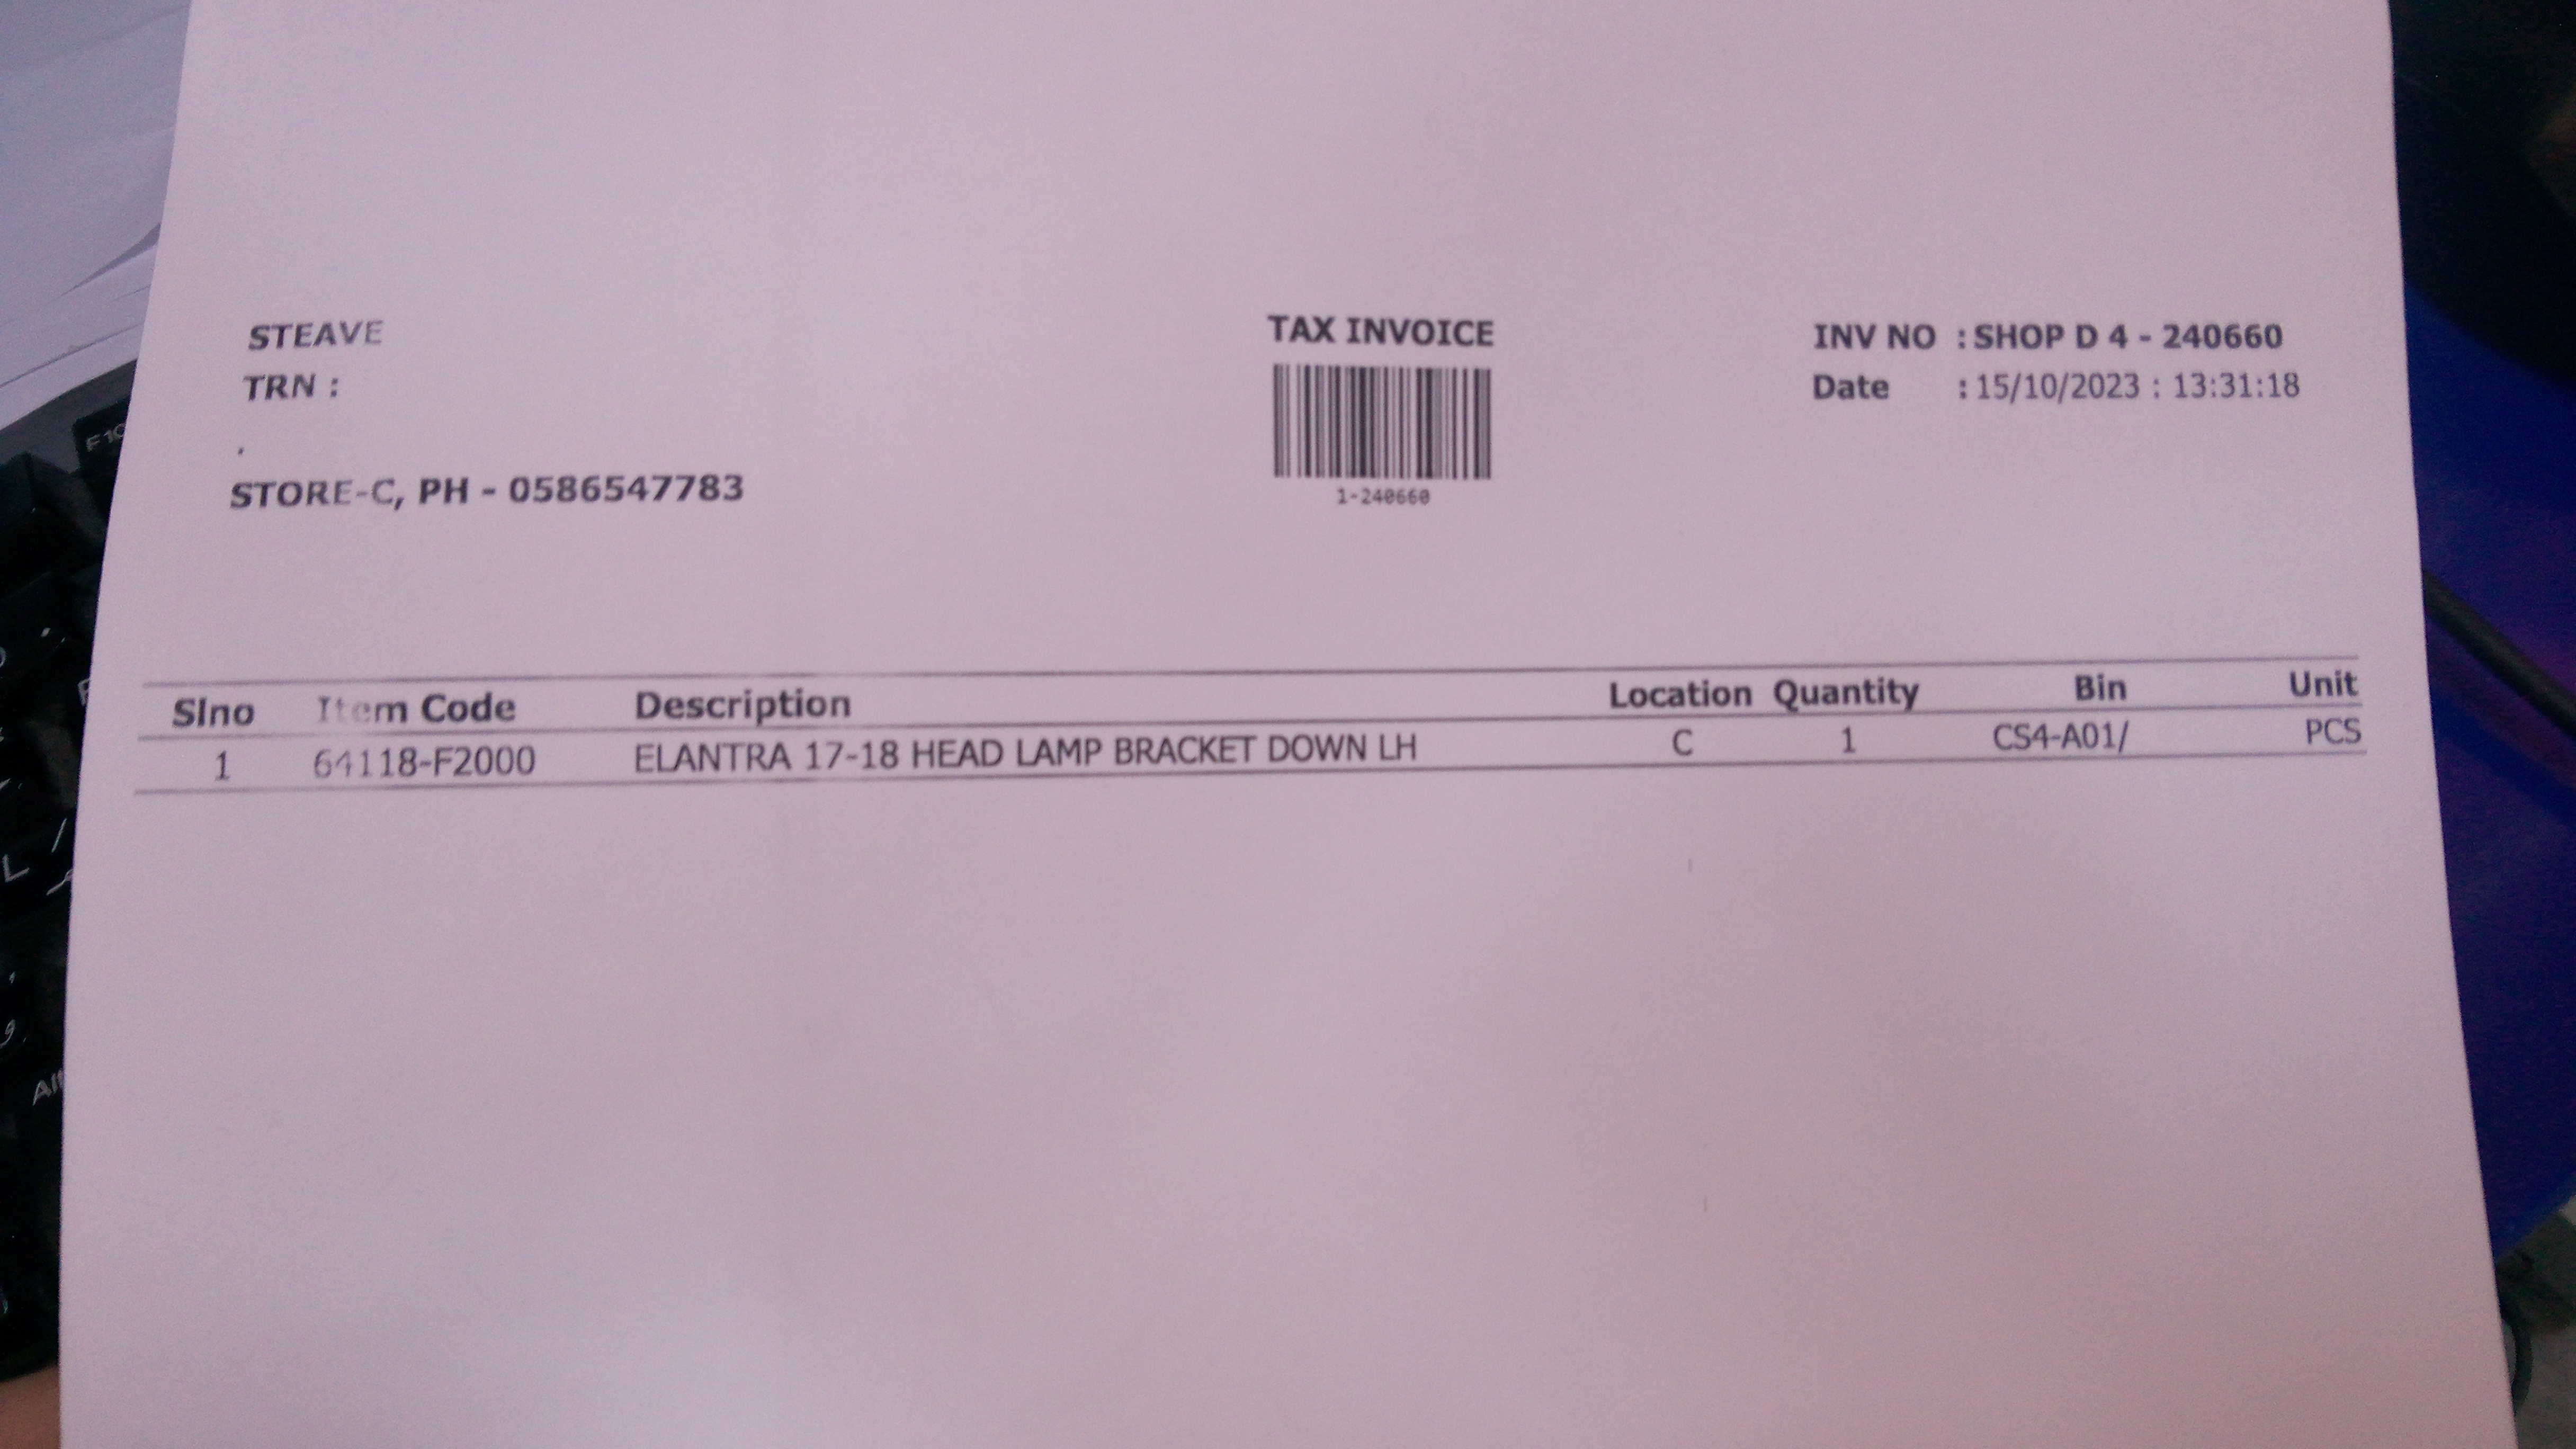 STEAVE
TRN :
.
STORE-C, PH - 0586547783
TAX INVOICE
1-240660
INV NO : SHOP D 4 - 240660
Date : 15/10/2023 : 13:31:18
Slno Item Code Description Location Quantity Bin Unit
1 64118-F2000 ELANTRA 17-18 HEAD LAMP BRACKET DOWN LH C 1 CS4-A01/ PCS
F10
L
Alt